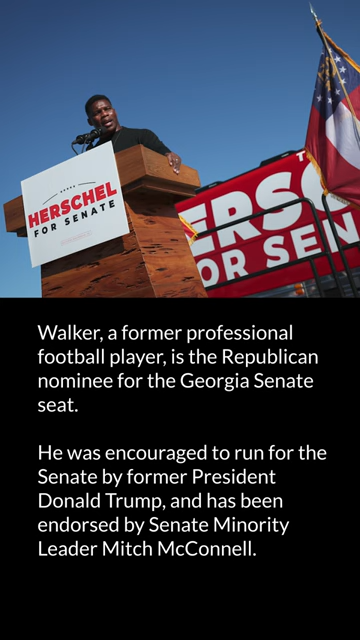 HERSCHEL
FOR SENATE
ERSC
OR SEN
Walker, a former professional
football player, is the Republican
nominee for the Georgia Senate
seat.
He was encouraged to run for the
Senate by former President
Donald Trump, and has been
endorsed by Senate Minority
Leader Mitch McConnell.